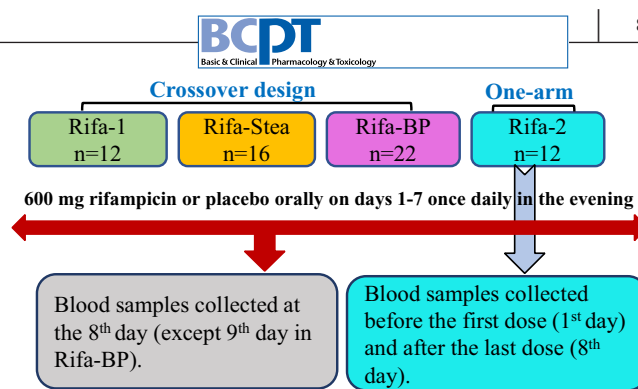 8
BCPT
Basic & Clinical Pharmacology & Toxicology
Crossover design
One-arm
Rifa-1
n=12
Rifa-Stea
n=16
Rifa-BP
n=22
Rifa-2
n=12
600 mg rifampicin or placebo orally on days 1-7 once daily in the evening
Blood samples collected at
the 8th day (except 9th day in
Rifa-BP).
Blood samples collected
before the first dose (1st day)
and after the last dose (8th
day).